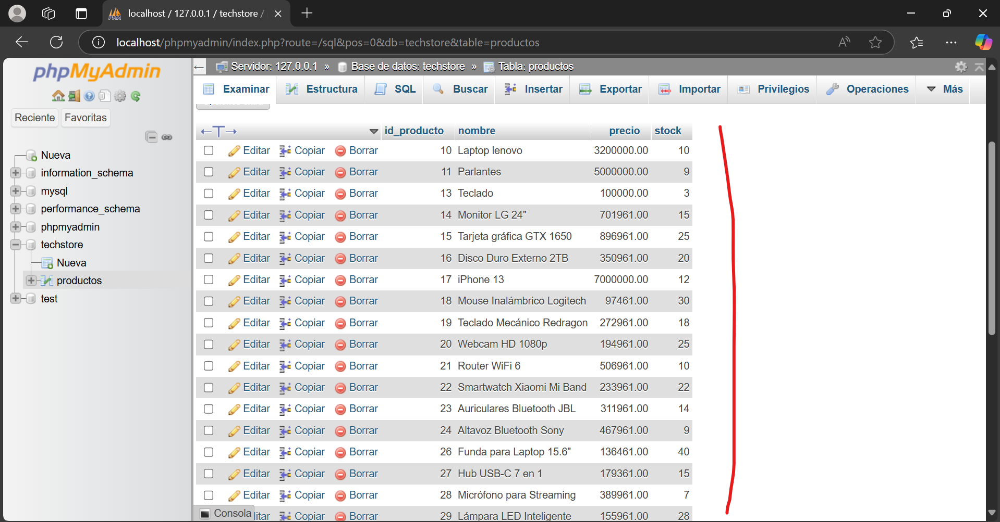 localhost / 127.0.0.1 / techstore /
localhost/phpmyadmin/index.php?route=/sql&pos=0&db=techstore&table=productos
phpMyAdmin
Reciente Favoritas
Nueva
information_schema
mysql
performance_schema
phpmyadmin
techstore
Nueva
productos
test
Servidor: 127.0.0.1 » Base de datos: techstore » Tabla: productos
Examinar Estructura SQL Buscar Insertar Exportar Importar Privilegios Operaciones Más
id_producto nombre precio stock
Editar Copiar Borrar 10 Laptop lenovo 3200000.00 10
Editar Copiar Borrar 11 Parlantes 5000000.00 9
Editar Copiar Borrar 13 Teclado 100000.00 3
Editar Copiar Borrar 14 Monitor LG 24" 701961.00 15
Editar Copiar Borrar 15 Tarjeta gráfica GTX 1650 896961.00 25
Editar Copiar Borrar 16 Disco Duro Externo 2TB 350961.00 20
Editar Copiar Borrar 17 iPhone 13 7000000.00 12
Editar Copiar Borrar 18 Mouse Inalámbrico Logitech 97461.00 30
Editar Copiar Borrar 19 Teclado Mecánico Redragon 272961.00 18
Editar Copiar Borrar 20 Webcam HD 1080p 194961.00 25
Editar Copiar Borrar 21 Router WiFi 6 506961.00 10
Editar Copiar Borrar 22 Smartwatch Xiaomi Mi Band 233961.00 22
Editar Copiar Borrar 23 Auriculares Bluetooth JBL 311961.00 14
Editar Copiar Borrar 24 Altavoz Bluetooth Sony 467961.00 9
Editar Copiar Borrar 26 Funda para Laptop 15.6" 136461.00 40
Editar Copiar Borrar 27 Hub USB-C 7 en 1 179361.00 15
Editar Copiar Borrar 28 Micrófono para Streaming 389961.00 7
itar Copiar Borrar 29 Lámpara LED Inteligente 155961.00 28
Consola